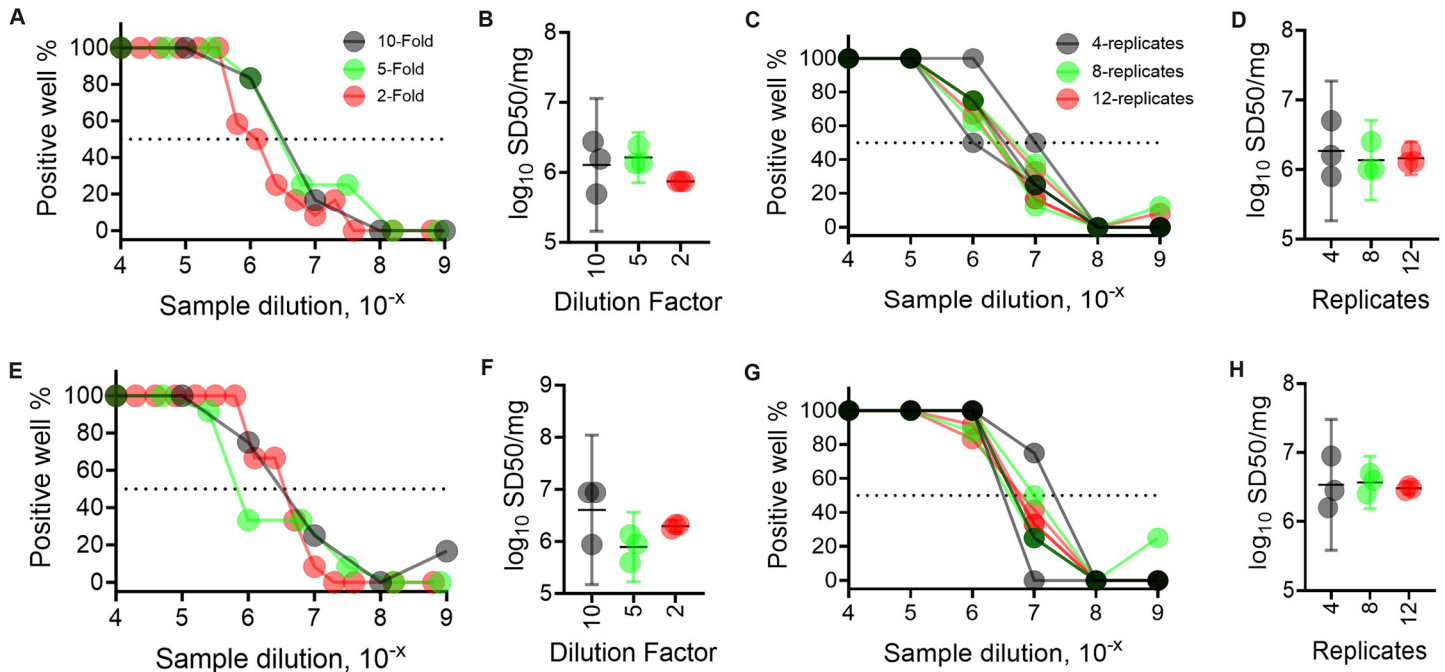 A
Positive well %
100
80
60
40
20
0
4 5 6 7 8 9
Sample dilution, 10^-x
10-Fold
5-Fold
2-Fold
B
log10 SD50/mg
8
7
6
5
10 5 2
Dilution Factor
C
Positive well %
100
80
60
40
20
0
4 5 6 7 8 9
Sample dilution, 10^-x
4-replicates
8-replicates
12-replicates
D
log10 SD50/mg
8
7
6
5
4 8 12
Replicates
E
Positive well %
100
80
60
40
20
0
4 5 6 7 8 9
Sample dilution, 10^-x
F
log10 SD50/mg
9
8
7
6
5
10 5 2
Dilution Factor
G
Positive well %
100
80
60
40
20
0
4 5 6 7 8 9
Sample dilution, 10^-x
H
log10 SD50/mg
8
7
6
5
4 8 12
Replicates